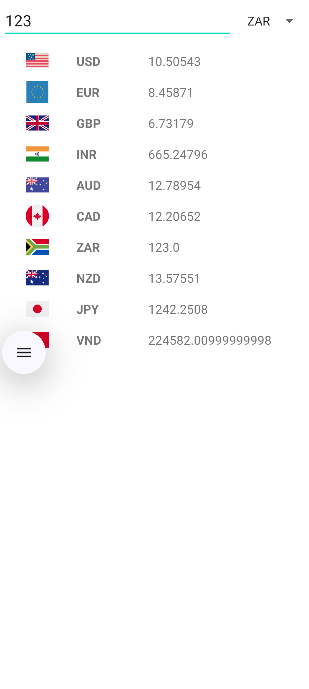 123 ZAR
USD 10.50543
EUR 8.45871
GBP 6.73179
INR 665.24796
AUD 12.78954
CAD 12.20652
ZAR 123.0
NZD 13.57551
JPY 1242.2508
VND 224582.00999999998